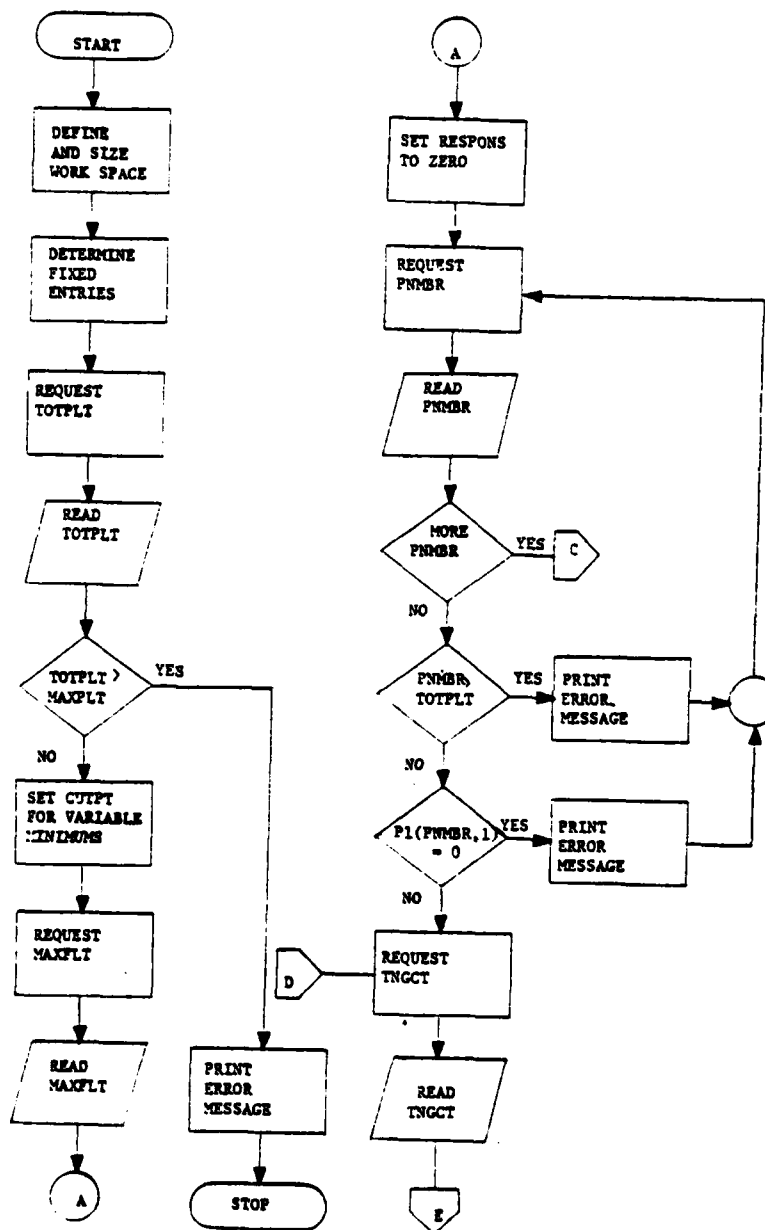 START
DEFINE
AND SIZE
WORK SPACE
DETERMINE
FIXED
ENTRIES
REQUEST
TOTPLT
READ
TOTPLT
TOTPLT >
MAXPLT
YES
NO
SET CUTPT
FOR VARIABLE
MINIMUMS
REQUEST
MAXFLT
READ
MAXFLT
A
PRINT
ERROR
MESSAGE
STOP
A
SET RESPONS
TO ZERO
REQUEST
PNMBR
READ
PNMBR
MORE
PNMBR
YES
C
NO
PNMBR>
TOTPLT
YES
PRINT
ERROR
MESSAGE
NO
P1(PNMBR,1)
= 0
YES
PRINT
ERROR
MESSAGE
NO
D
REQUEST
TNGCT
READ
TNGCT
E